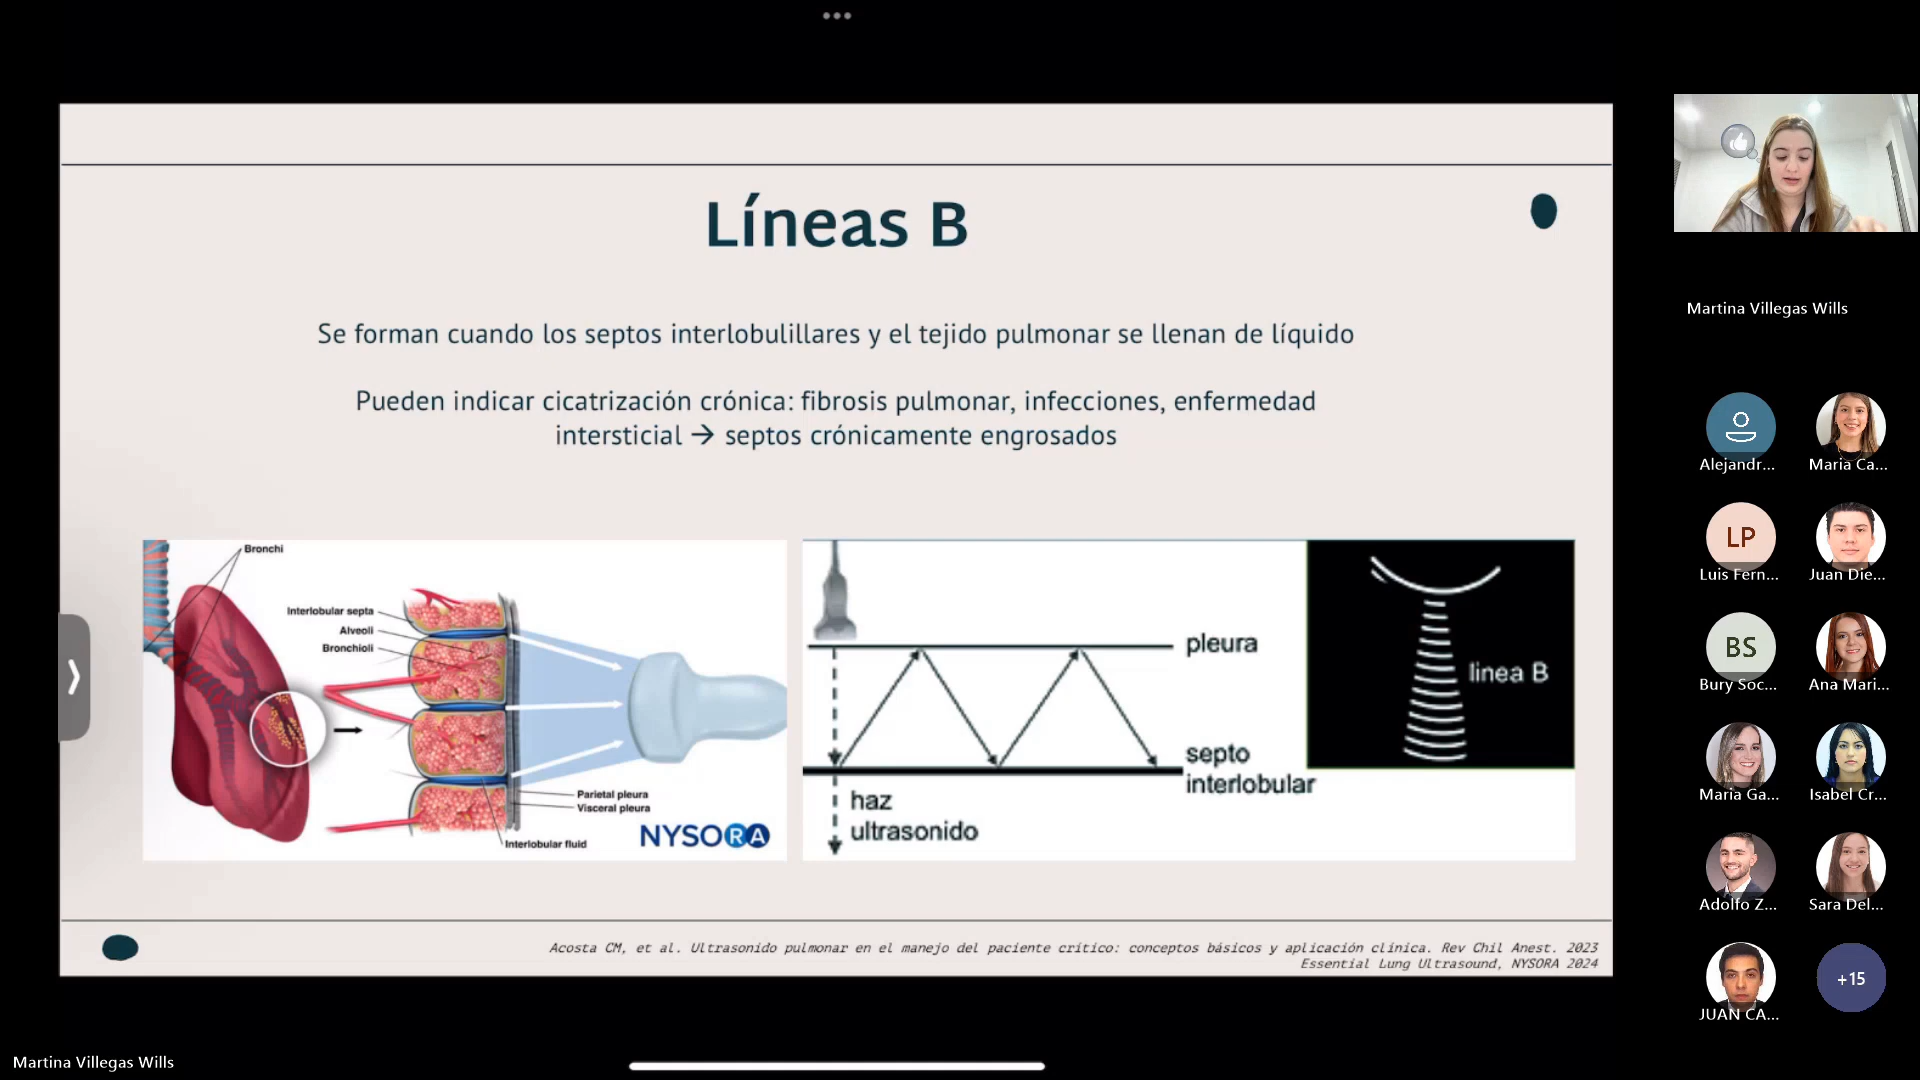 Líneas B
Se forman cuando los septos interlobulillares y el tejido pulmonar se llenan de líquido
Pueden indicar cicatrización crónica: fibrosis pulmonar, infecciones, enfermedad
intersticial → septos crónicamente engrosados
Bronchi
Interlobular septa
Alveoli
Bronchioli
Parietal pleura
Visceral pleura
Interlobular fluid
NYSORA
pleura
septo
interlobular
haz
ultrasonido
linea B
Acosta CM, et al. Ultrasonido pulmonar en el manejo del paciente crítico: conceptos básicos y aplicación clínica. Rev Chil Anest. 2023
Essential Lung Ultrasound, NYSORA 2024
Martina Villegas Wills
Alejandr...
Maria Ca...
LP
Luis Fern...
Juan Die...
BS
Bury Soc...
Ana Mari...
Maria Ga...
Isabel Cr...
Adolfo Z...
Sara Del...
JUAN CA...
+15
Martina Villegas Wills